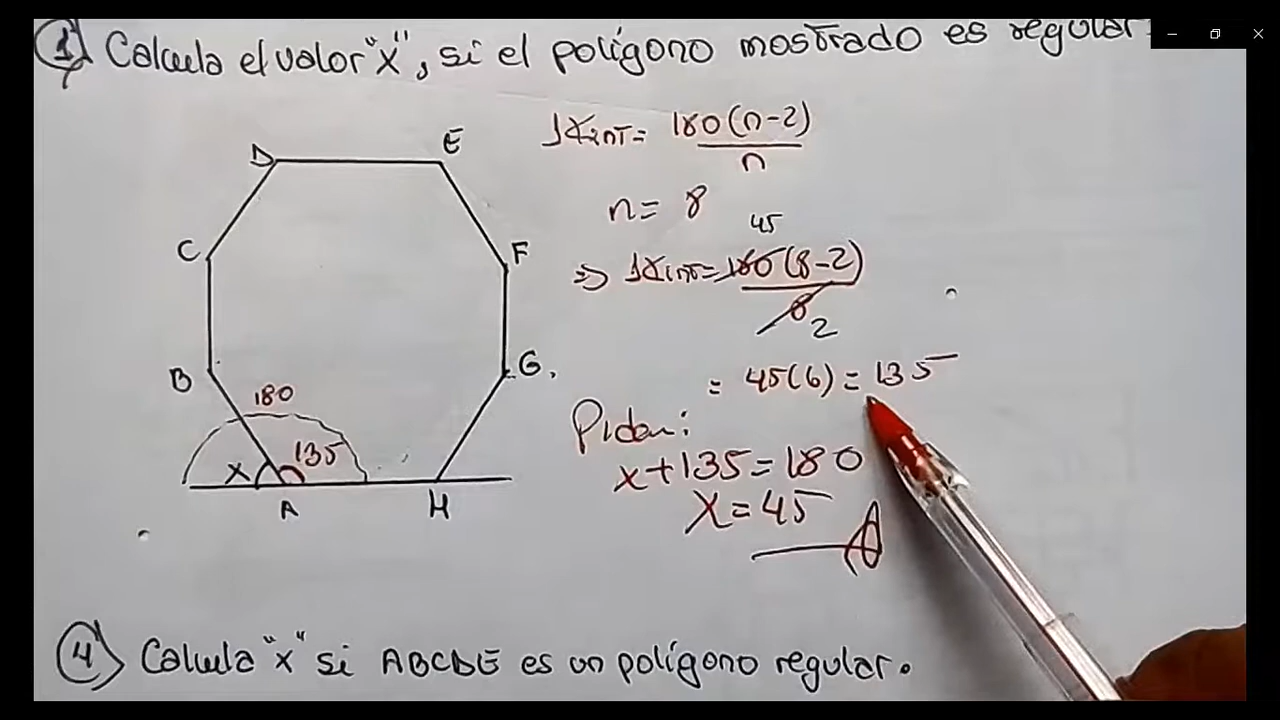 1) Calcula el valor "x", si el polígono mostrado es regular.
1∢int= 180(n-2)
n
n= 8
45
⇒ 1∢int= 180(8-2)
8 2
= 45(6) = 135
Piden:
x+135=180
x=45
D E
C F
B G.
180
x 135
A H
4) Calcula "x" si ABCDE es un polígono regular.